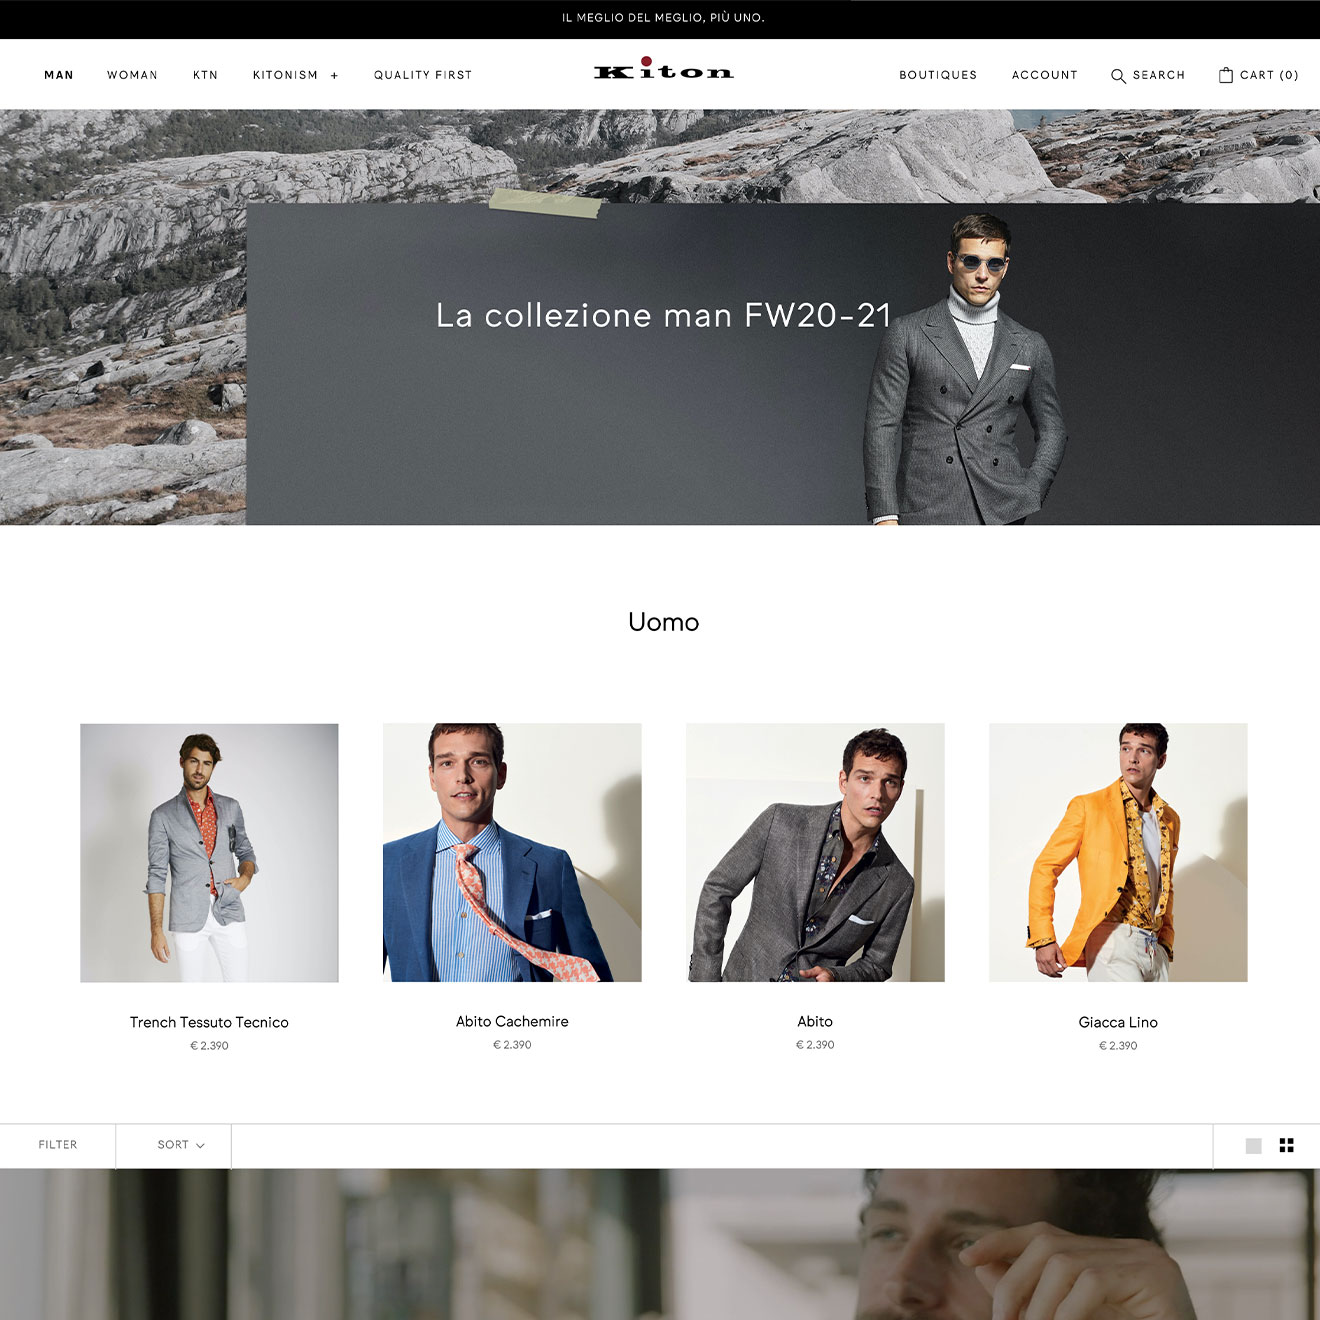 IL MEGLIO DEL MEGLIO, PIÙ UNO.
MAN WOMAN KTN KITONISM + QUALITY FIRST Kiton BOUTIQUES ACCOUNT SEARCH CART (0)
La collezione man FW20-21
Uomo
Trench Tessuto Tecnico Abito Cachemire Abito Giacca Lino
€ 2.390 € 2.390 € 2.390 € 2.390
FILTER SORT